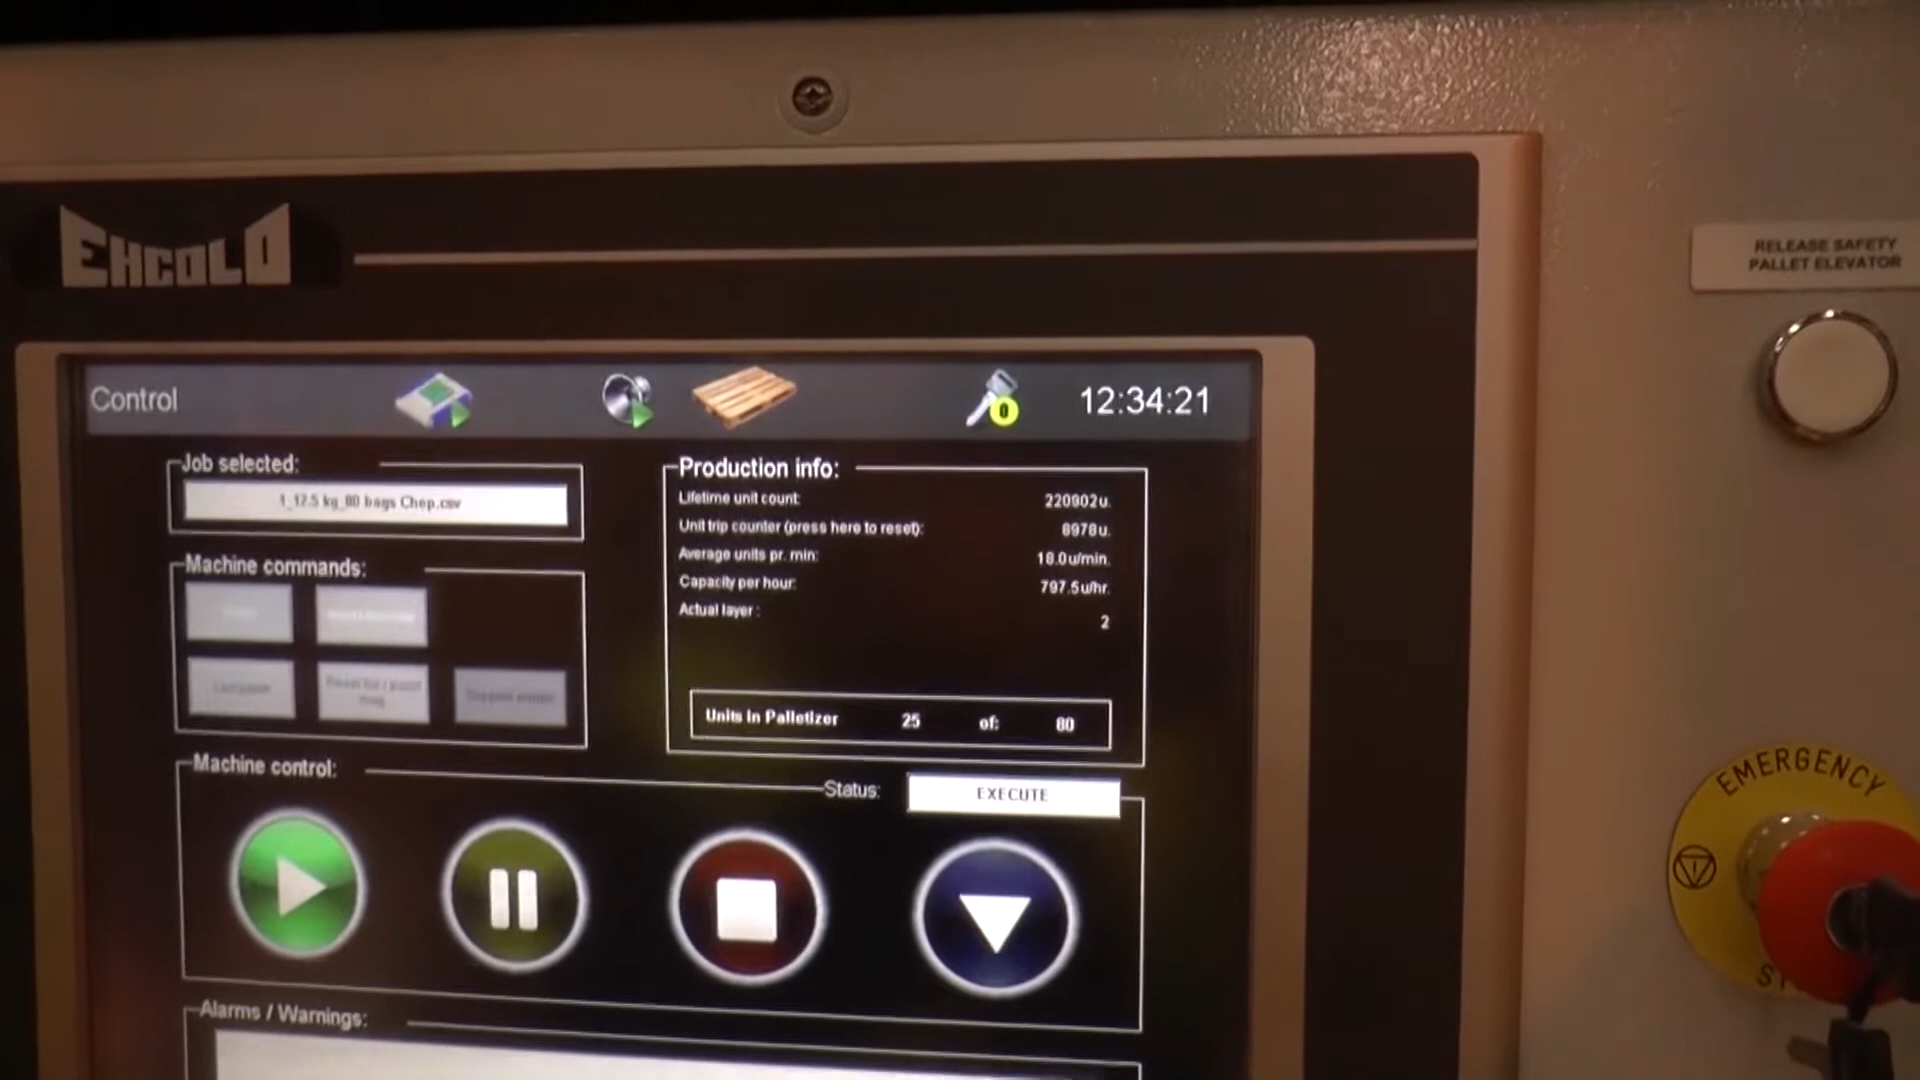 EHCOLO
RELEASE SAFETY
PALLET ELEVATOR
Control
0
12:34:21
Job selected:
1_12.5 kg_80 bags Chep.csv
Machine commands:
Production info:
Lifetime unit count: 220902u.
Unit trip counter (press here to reset): 8978u.
Average units pr. min: 18.0u/min.
Capacity per hour: 797.5u/hr.
Actual layer : 2
Units in Palletizer 25 of: 80
Machine control:
Status: EXECUTE
Alarms / Warnings:
EMERGENCY